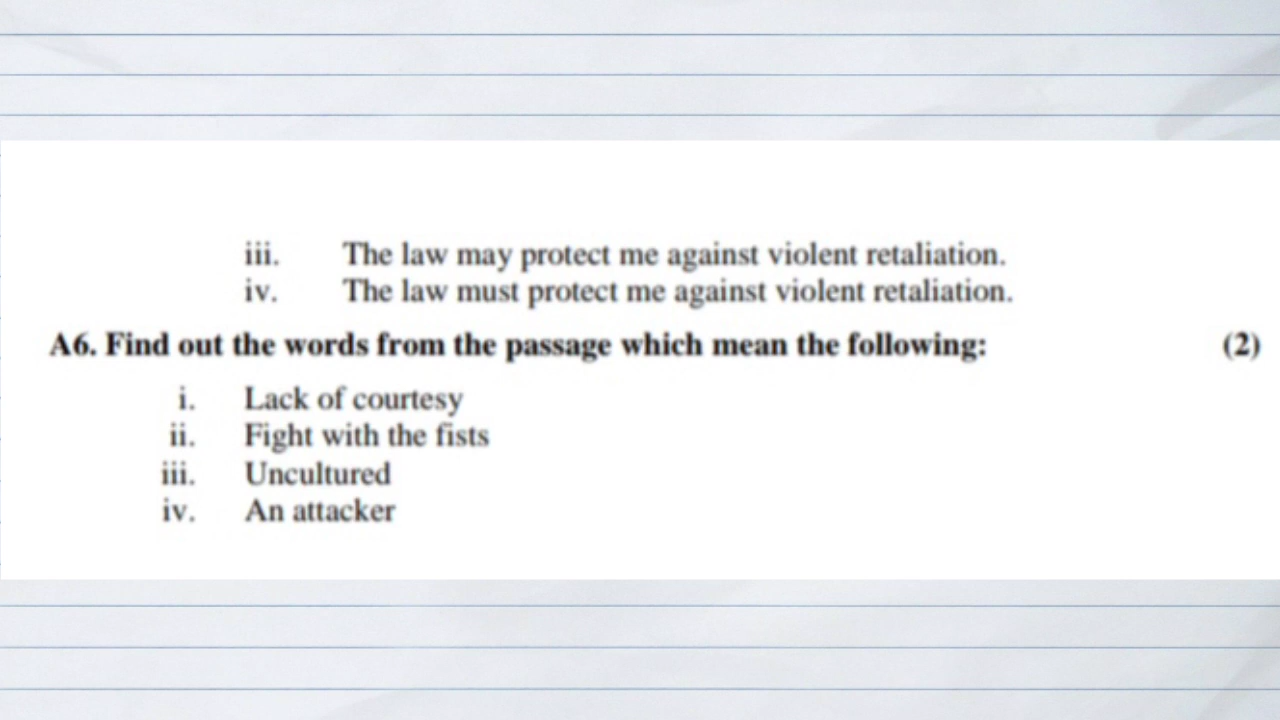 iii. The law may protect me against violent retaliation.
iv. The law must protect me against violent retaliation.
A6. Find out the words from the passage which mean the following: (2)
i. Lack of courtesy
ii. Fight with the fists
iii. Uncultured
iv. An attacker